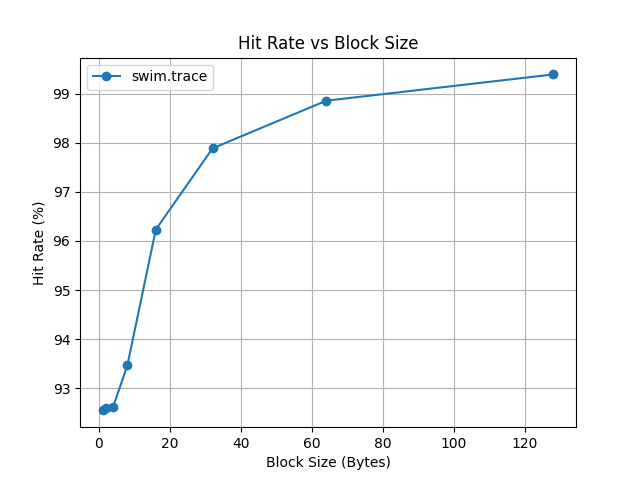 Hit Rate vs Block Size
swim.trace
Hit Rate (%)
99
98
97
96
95
94
93
0 20 40 60 80 100 120
Block Size (Bytes)